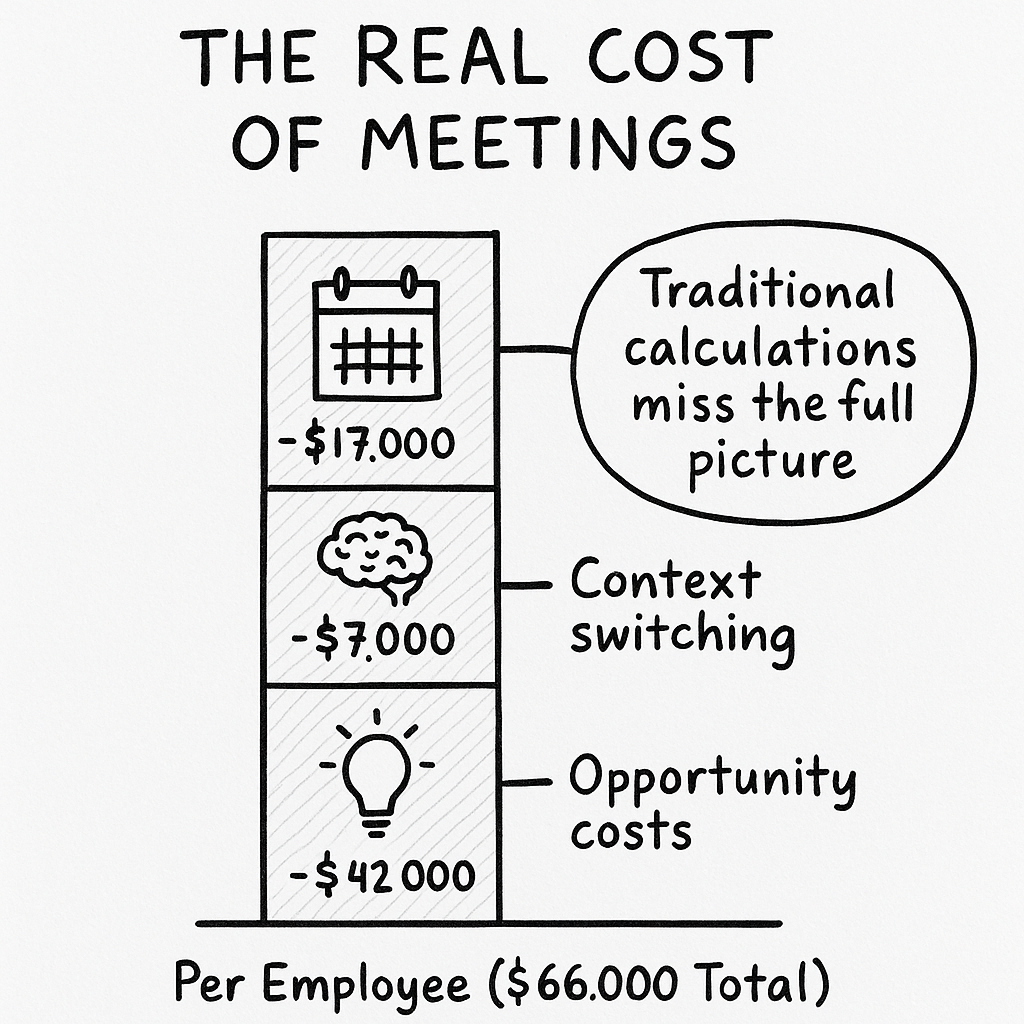 THE REAL COST
OF MEETINGS
Traditional
calculations
miss the full
picture
-$17.000
-$7.000
Context
switching
-$42 000
Opportunity
costs
Per Employee ($66.000 Total)